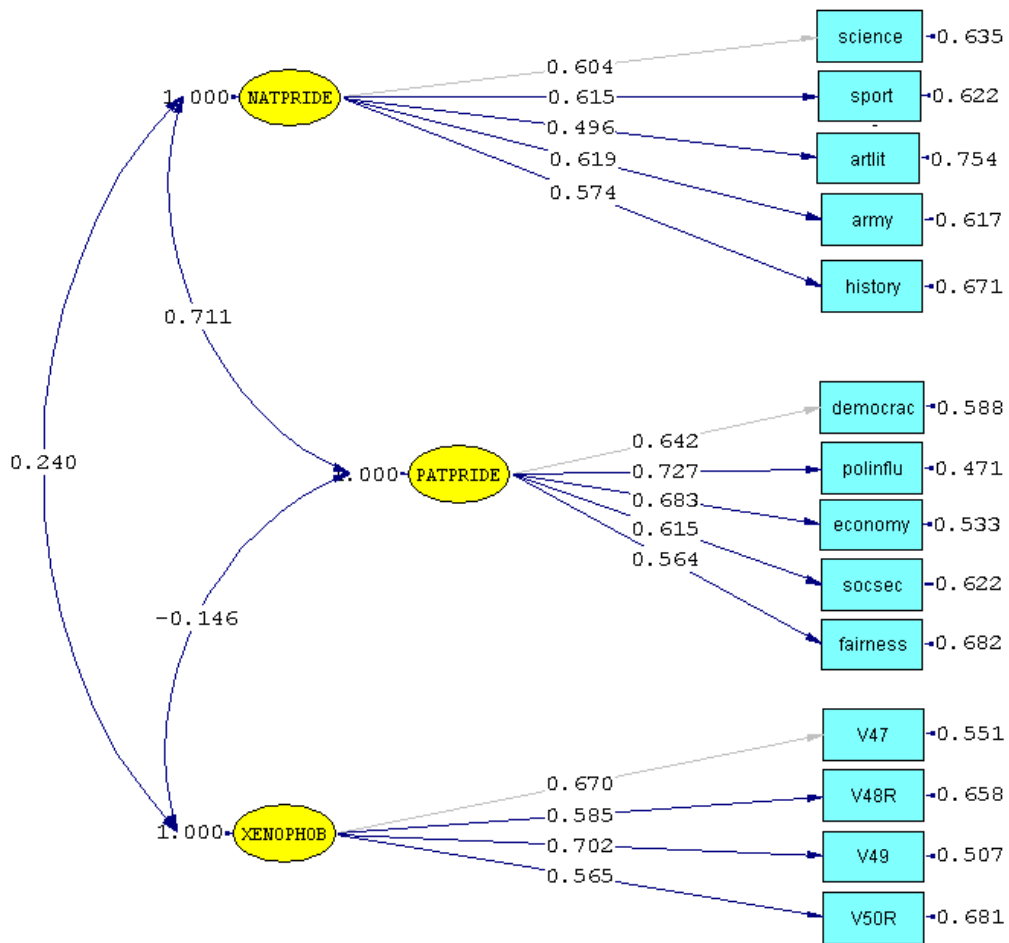 science 0.635
0.604
1.000 NATPRIDE sport 0.622
0.615
0.496
artlit 0.754
0.619
0.574
army 0.617
history 0.671
0.711
democrac 0.588
0.642
0.240
.000 PATPRIDE 0.727 polinflu 0.471
0.683
0.615 economy 0.533
0.564
socsec 0.622
-0.146
fairness 0.682
V47 0.551
0.670
0.585 V48R 0.658
1.000 XENOPHOB
0.702
V49 0.507
0.565
V50R 0.681